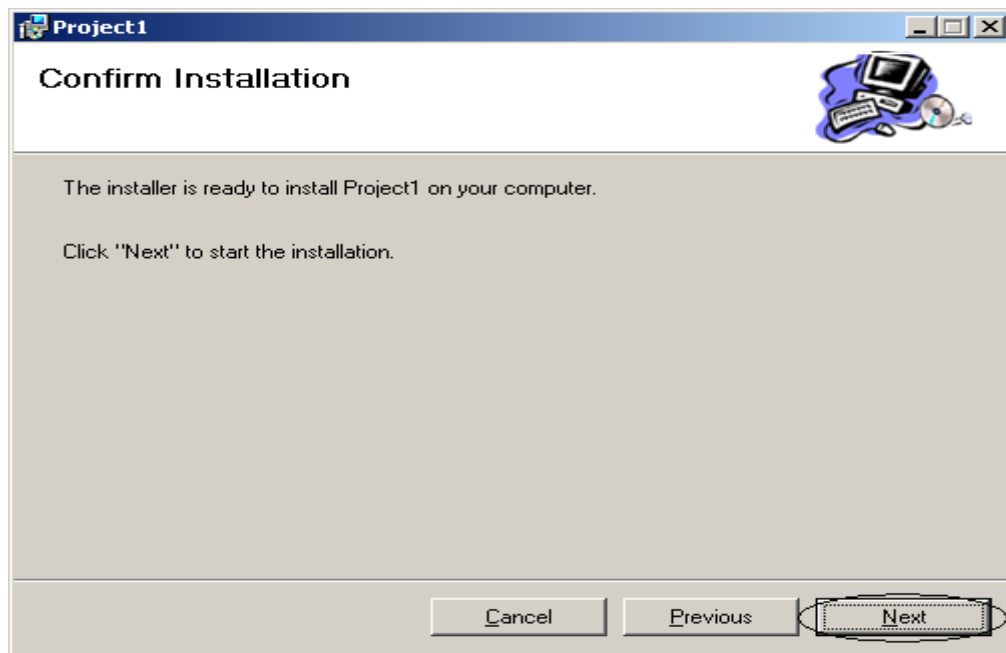 Project1
Confirm Installation
The installer is ready to install Project1 on your computer.
Click "Next" to start the installation.
Cancel Previous Next